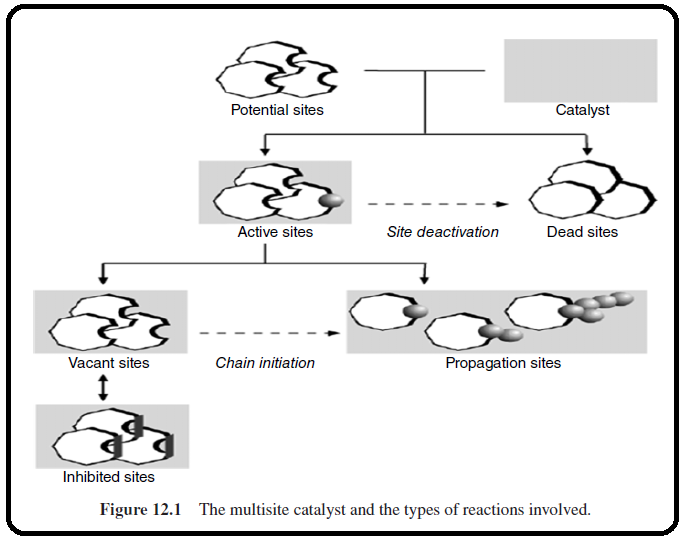 Potential sites
Catalyst
Active sites
Site deactivation
Dead sites
Vacant sites
Chain initiation
Propagation sites
Inhibited sites
Figure 12.1 The multisite catalyst and the types of reactions involved.